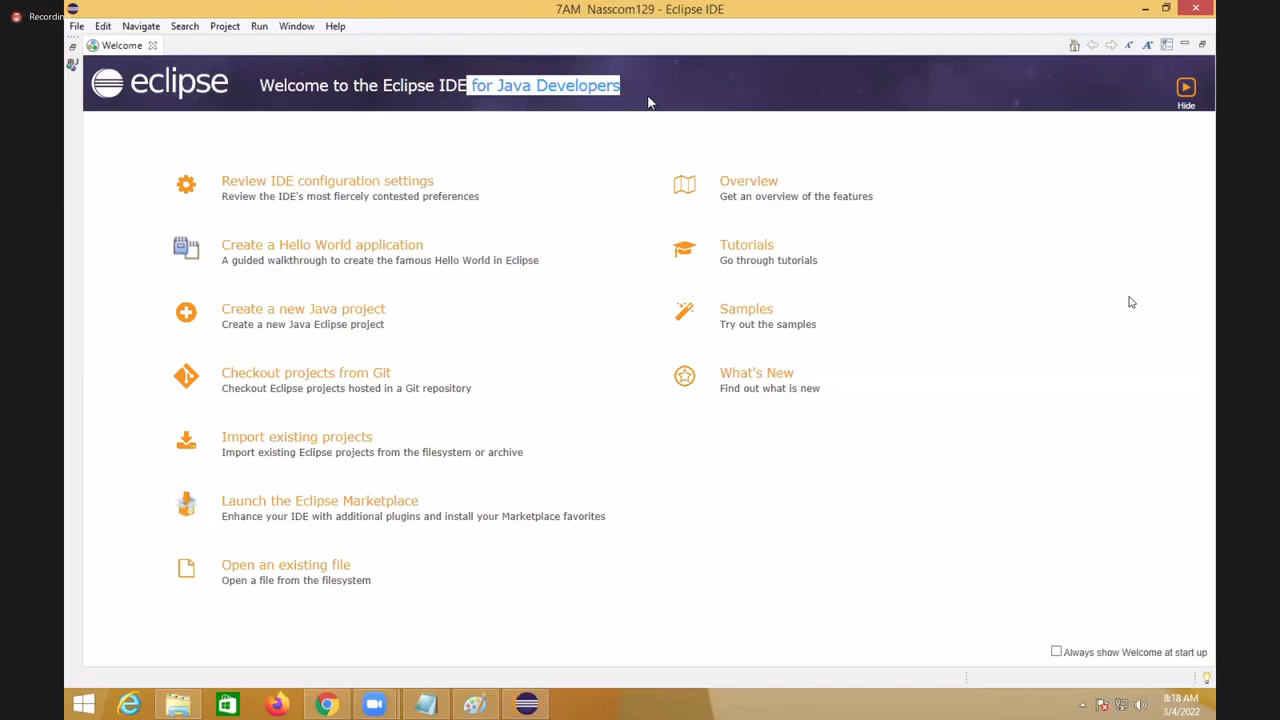 Recording
7AM Nasscom129 - Eclipse IDE
File Edit Navigate Search Project Run Window Help
Welcome
eclipse
Welcome to the Eclipse IDE for Java Developers
Hide
Review IDE configuration settings
Review the IDE's most fiercely contested preferences
Create a Hello World application
A guided walkthrough to create the famous Hello World in Eclipse
Create a new Java project
Create a new Java Eclipse project
Checkout projects from Git
Checkout Eclipse projects hosted in a Git repository
Import existing projects
Import existing Eclipse projects from the filesystem or archive
Launch the Eclipse Marketplace
Enhance your IDE with additional plugins and install your Marketplace favorites
Open an existing file
Open a file from the filesystem
Overview
Get an overview of the features
Tutorials
Go through tutorials
Samples
Try out the samples
What's New
Find out what is new
Always show Welcome at start up
8:18 AM
3/4/2022